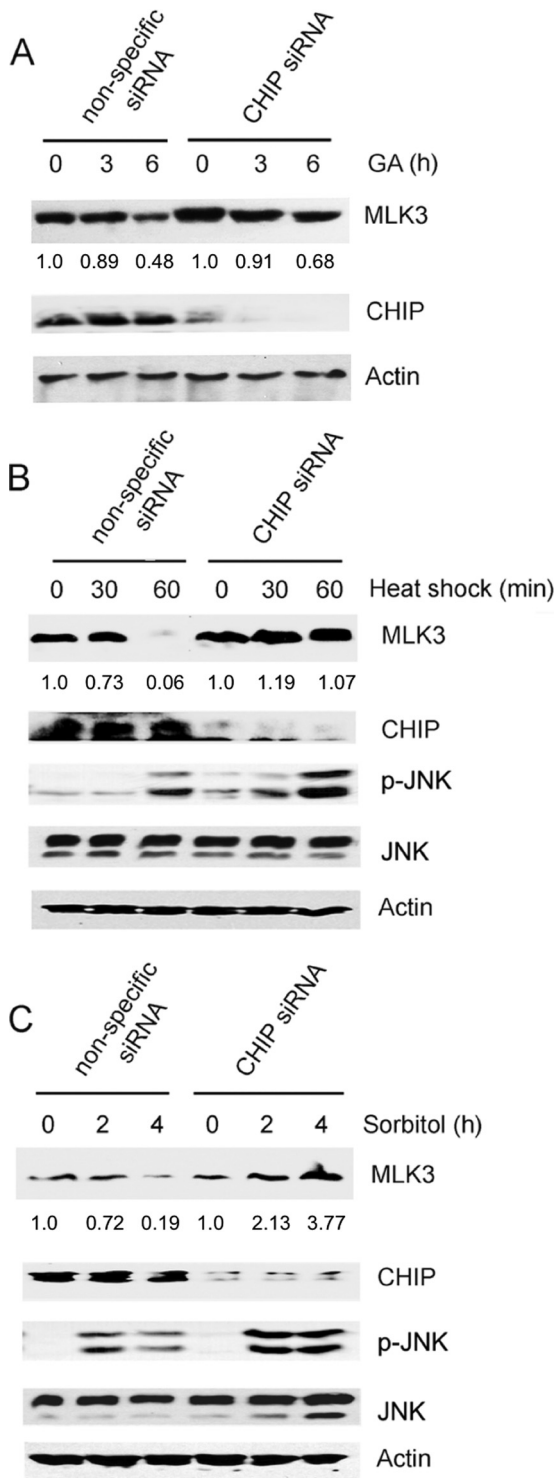 A
non-specific
siRNA
CHIP siRNA
0 3 6 0 3 6 GA (h)
MLK3
1.0 0.89 0.48 1.0 0.91 0.68
CHIP
Actin
B
non-specific
siRNA
CHIP siRNA
0 30 60 0 30 60 Heat shock (min)
MLK3
1.0 0.73 0.06 1.0 1.19 1.07
CHIP
p-JNK
JNK
Actin
C
non-specific
siRNA
CHIP siRNA
0 2 4 0 2 4 Sorbitol (h)
MLK3
1.0 0.72 0.19 1.0 2.13 3.77
CHIP
p-JNK
JNK
Actin